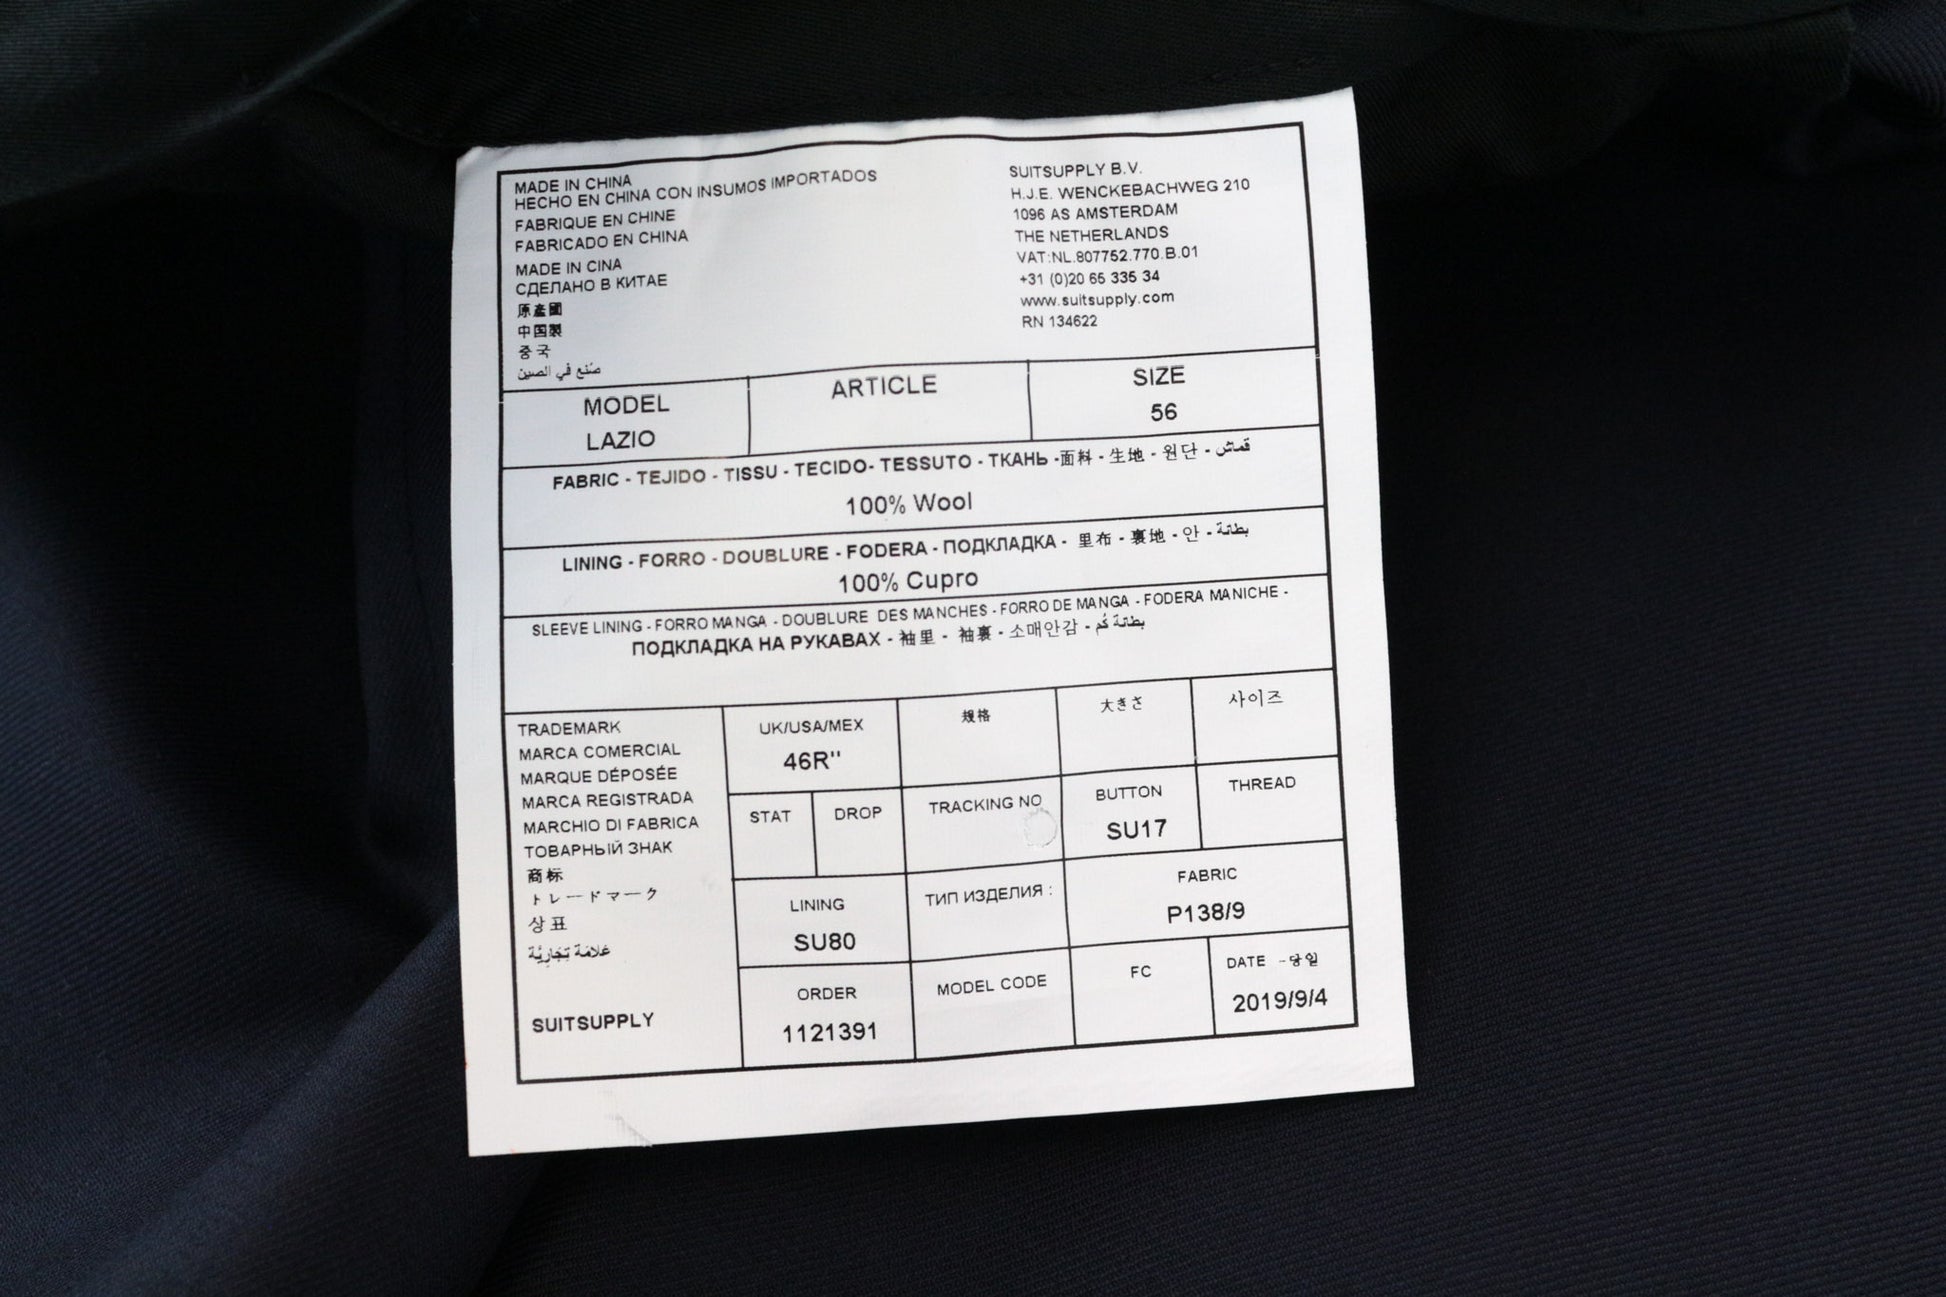 MADE IN CHINA
HECHO EN CHINA CON INSUMOS IMPORTADOS
FABRIQUE EN CHINE
FABRICADO EN CHINA
MADE IN CINA
СДЕЛАНО В КИТАЕ
原產國
中国製
중국
صُنع في الصين
SUITSUPPLY B.V.
H.J.E. WENCKEBACHWEG 210
1096 AS AMSTERDAM
THE NETHERLANDS
VAT:NL.807752.770.B.01
+31 (0)20 65 335 34
www.suitsupply.com
RN 134622
MODEL
LAZIO
ARTICLE
SIZE
56
FABRIC - TEJIDO - TISSU - TECIDO- TESSUTO - ТКАНЬ -面料 - 生地 - 원단 - قماش
100% Wool
LINING - FORRO - DOUBLURE - FODERA - ПОДКЛАДКА - 里布 - 裏地 - 안 - بطانة
100% Cupro
SLEEVE LINING - FORRO MANGA - DOUBLURE DES MANCHES - FORRO DE MANGA - FODERA MANICHE -
ПОДКЛАДКА НА РУКАВАХ - 袖里 - 袖裏 - 소매안감 - بطانة كُم
TRADEMARK
MARCA COMERCIAL
MARQUE DÉPOSÉE
MARCA REGISTRADA
MARCHIO DI FABRICA
ТОВАРНЫЙ ЗНАК
商标
トレードマーク
상표
عَلامَة تِجَارِيَّة
SUITSUPPLY
UK/USA/MEX
46R"
規格
大きさ
사이즈
STAT
DROP
TRACKING NO
BUTTON
SU17
THREAD
LINING
SU80
ТИП ИЗДЕЛИЯ :
FABRIC
P138/9
ORDER
1121391
MODEL CODE
FC
DATE -당일
2019/9/4